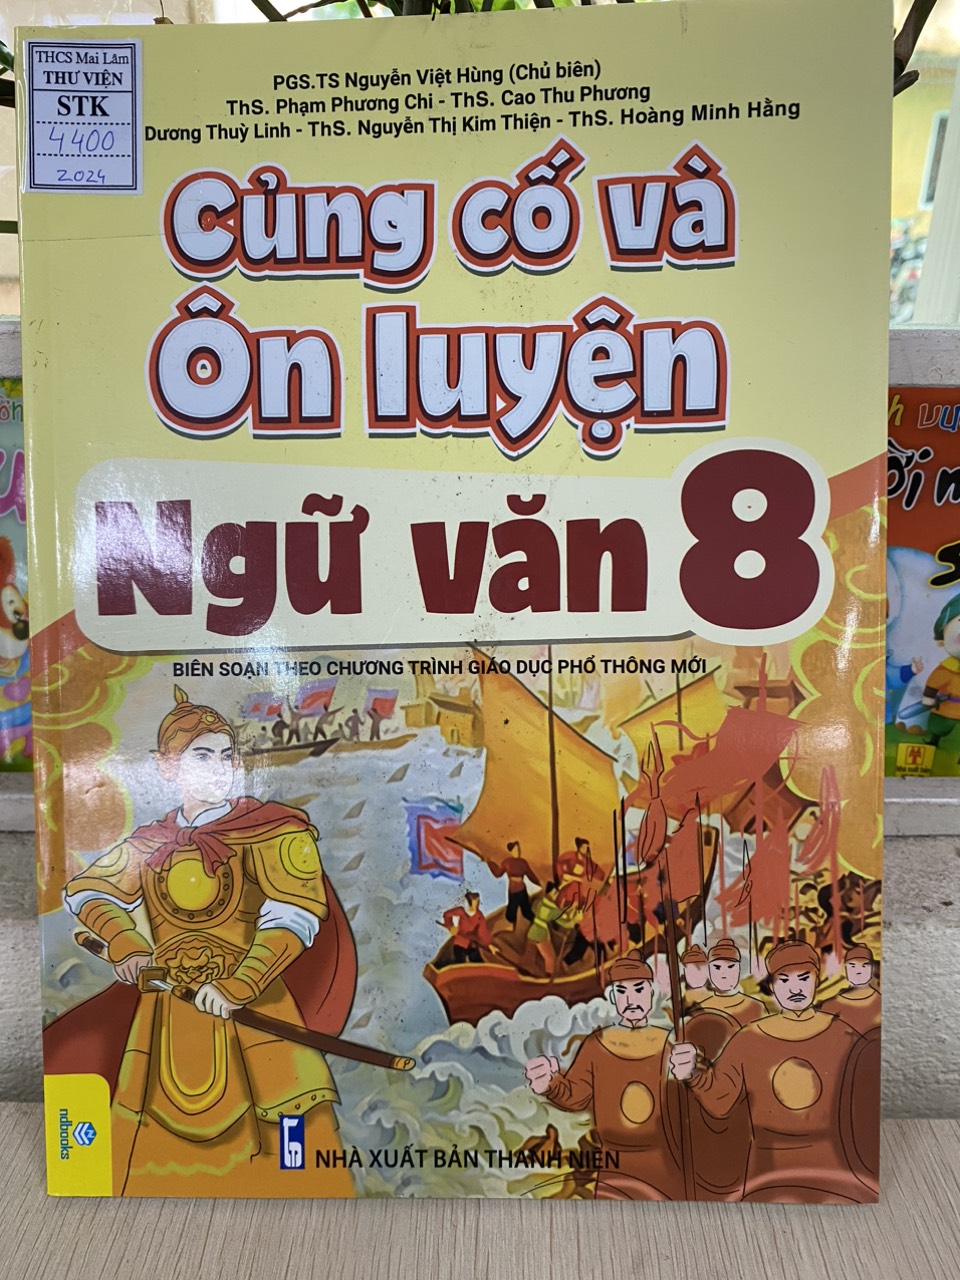 THCS Mai Lâm
THƯ VIỆN
STK
4400
2024
PGS.TS Nguyễn Việt Hùng (Chủ biên)
ThS. Phạm Phương Chi - ThS. Cao Thu Phương
Dương Thuỳ Linh - ThS. Nguyễn Thị Kim Thiện - ThS. Hoàng Minh Hằng
Củng cố và
Ôn luyện
Ngữ văn 8
BIÊN SOẠN THEO CHƯƠNG TRÌNH GIÁO DỤC PHỔ THÔNG MỚI
ndbooks
NHÀ XUẤT BẢN THANH NIÊN